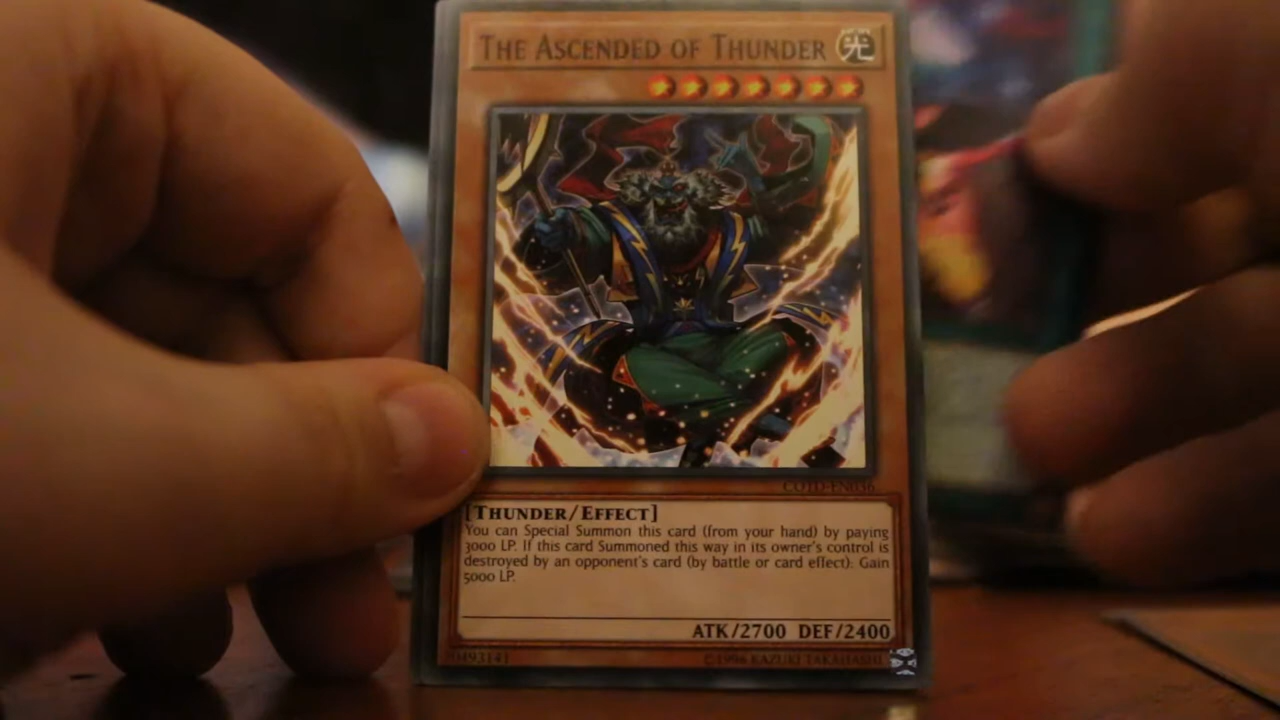 THE ASCENDED OF THUNDER 光
COTD-EN036
[THUNDER/EFFECT]
You can Special Summon this card (from your hand) by paying
3000 LP. If this card Summoned this way in its owner's control is
destroyed by an opponent's card (by battle or card effect): Gain
5000 LP.
ATK/2700 DEF/2400
©1996 KAZUKI TAKAHASHI